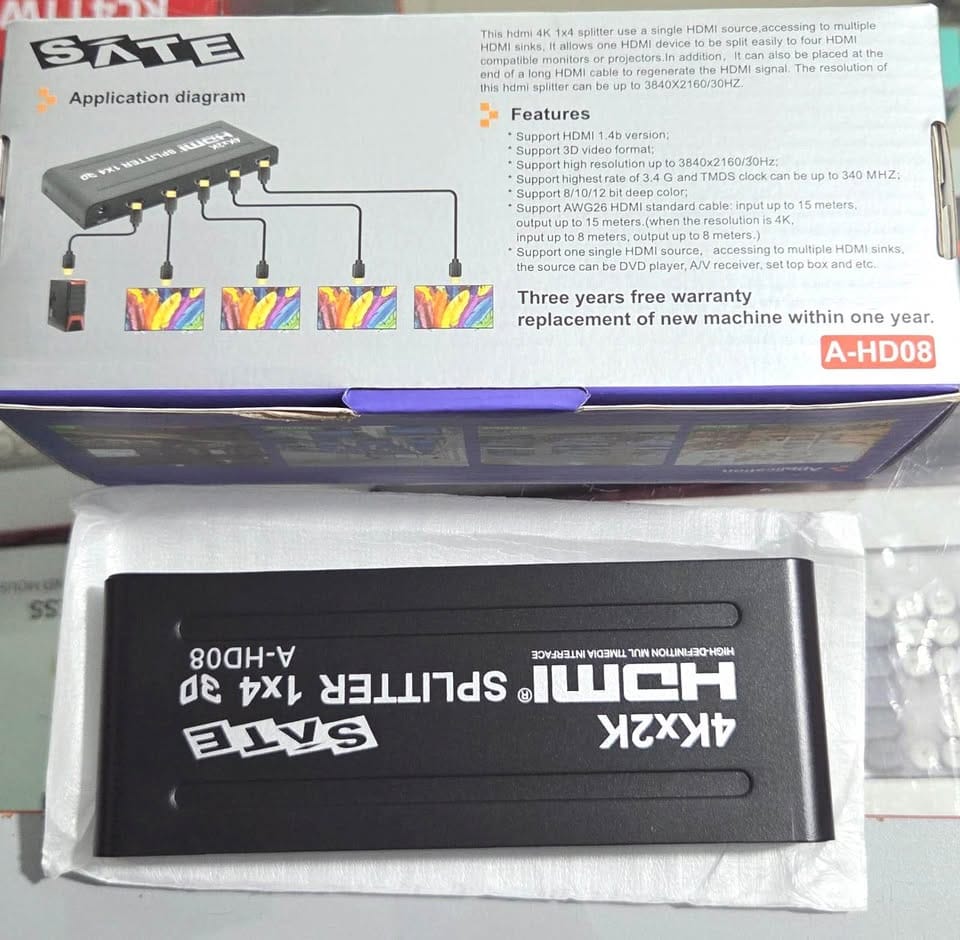 SATE
Application diagram
4Kx2K
HDMI SPLITTER 1X4 3D
This hdmi 4K 1x4 splitter use a single HDMI source,accessing to multiple
HDMI sinks, It allows one HDMI device to be split easily to four HDMI
compatible monitors or projectors.In addition, It can also be placed at the
end of a long HDMI cable to regenerate the HDMI signal. The resolution of
this hdmi splitter can be up to 3840X2160/30HZ.
Features
* Support HDMI 1.4b version;
* Support 3D video format;
* Support high resolution up to 3840x2160/30Hz;
* Support highest rate of 3.4 G and TMDS clock can be up to 340 MHZ;
* Support 8/10/12 bit deep color;
* Support AWG26 HDMI standard cable: input up to 15 meters,
output up to 15 meters.(when the resolution is 4K,
input up to 8 meters, output up to 8 meters.)
* Support one single HDMI source, accessing to multiple HDMI sinks,
the source can be DVD player, A/V receiver, set top box and etc.
Three years free warranty
replacement of new machine within one year.
A-HD08
Application
SATE
4Kx2K
HDMI® SPLITTER 1x4 3D
HIGH-DEFINITION MULTIMEDIA INTERFACE
A-HD08